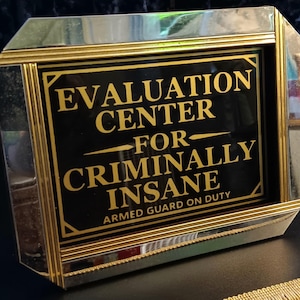 EVALUATION
CENTER
FOR
CRIMINALLY
INSANE
ARMED GUARD ON DUTY